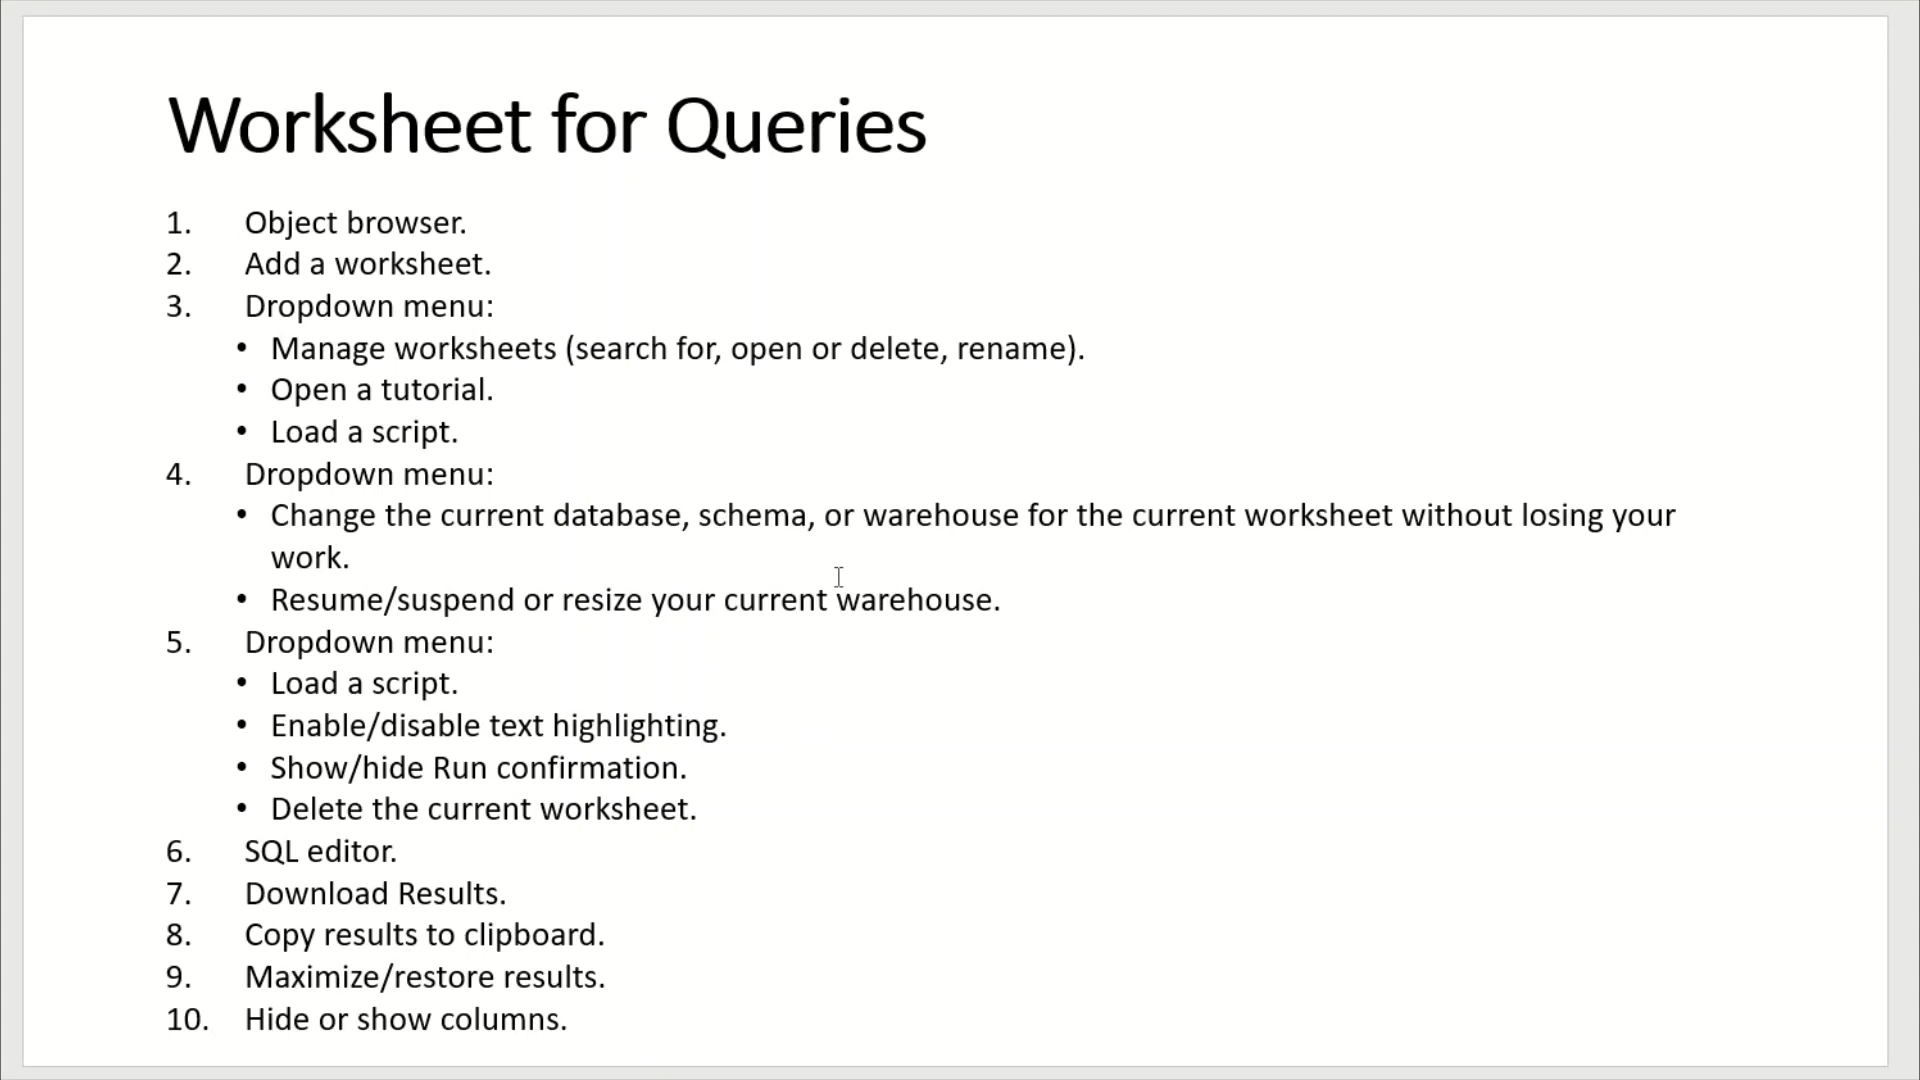 Worksheet for Queries
1. Object browser.
2. Add a worksheet.
3. Dropdown menu:
• Manage worksheets (search for, open or delete, rename).
• Open a tutorial.
• Load a script.
4. Dropdown menu:
• Change the current database, schema, or warehouse for the current worksheet without losing your
work.
• Resume/suspend or resize your current warehouse.
5. Dropdown menu:
• Load a script.
• Enable/disable text highlighting.
• Show/hide Run confirmation.
• Delete the current worksheet.
6. SQL editor.
7. Download Results.
8. Copy results to clipboard.
9. Maximize/restore results.
10. Hide or show columns.